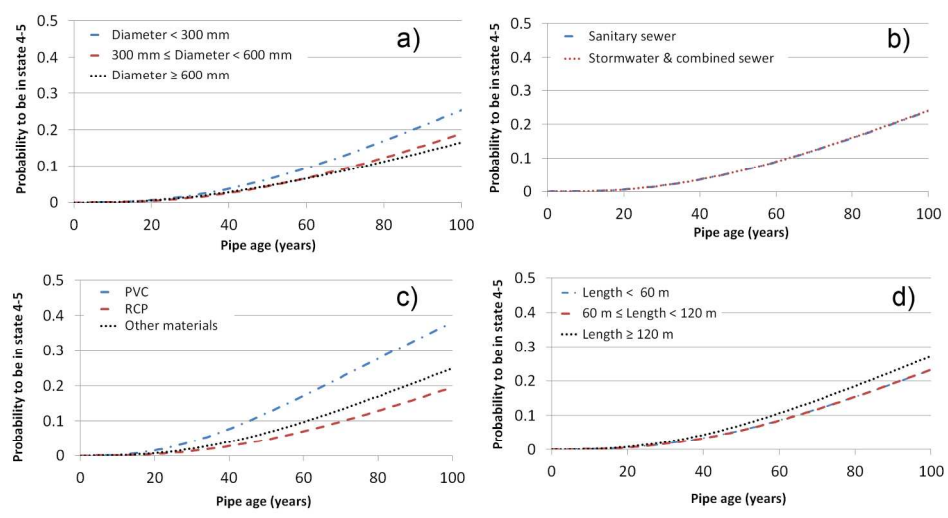 Probability to be in state 4-5
0.5
0.4
0.3
0.2
0.1
0
Diameter < 300 mm
300 mm ≤ Diameter < 600 mm
Diameter ≥ 600 mm
a)
0 20 40 60 80 100
Pipe age (years)
Probability to be in state 4-5
0.5
0.4
0.3
0.2
0.1
0
Sanitary sewer
Stormwater & combined sewer
b)
0 20 40 60 80 100
Pipe age (years)
Probability to be in state 4-5
0.5
0.4
0.3
0.2
0.1
0
PVC
RCP
Other materials
c)
0 20 40 60 80 100
Pipe age (years)
Probability to be in state 4-5
0.5
0.4
0.3
0.2
0.1
0
Length < 60 m
60 m ≤ Length < 120 m
Length ≥ 120 m
d)
0 20 40 60 80 100
Pipe age (years)